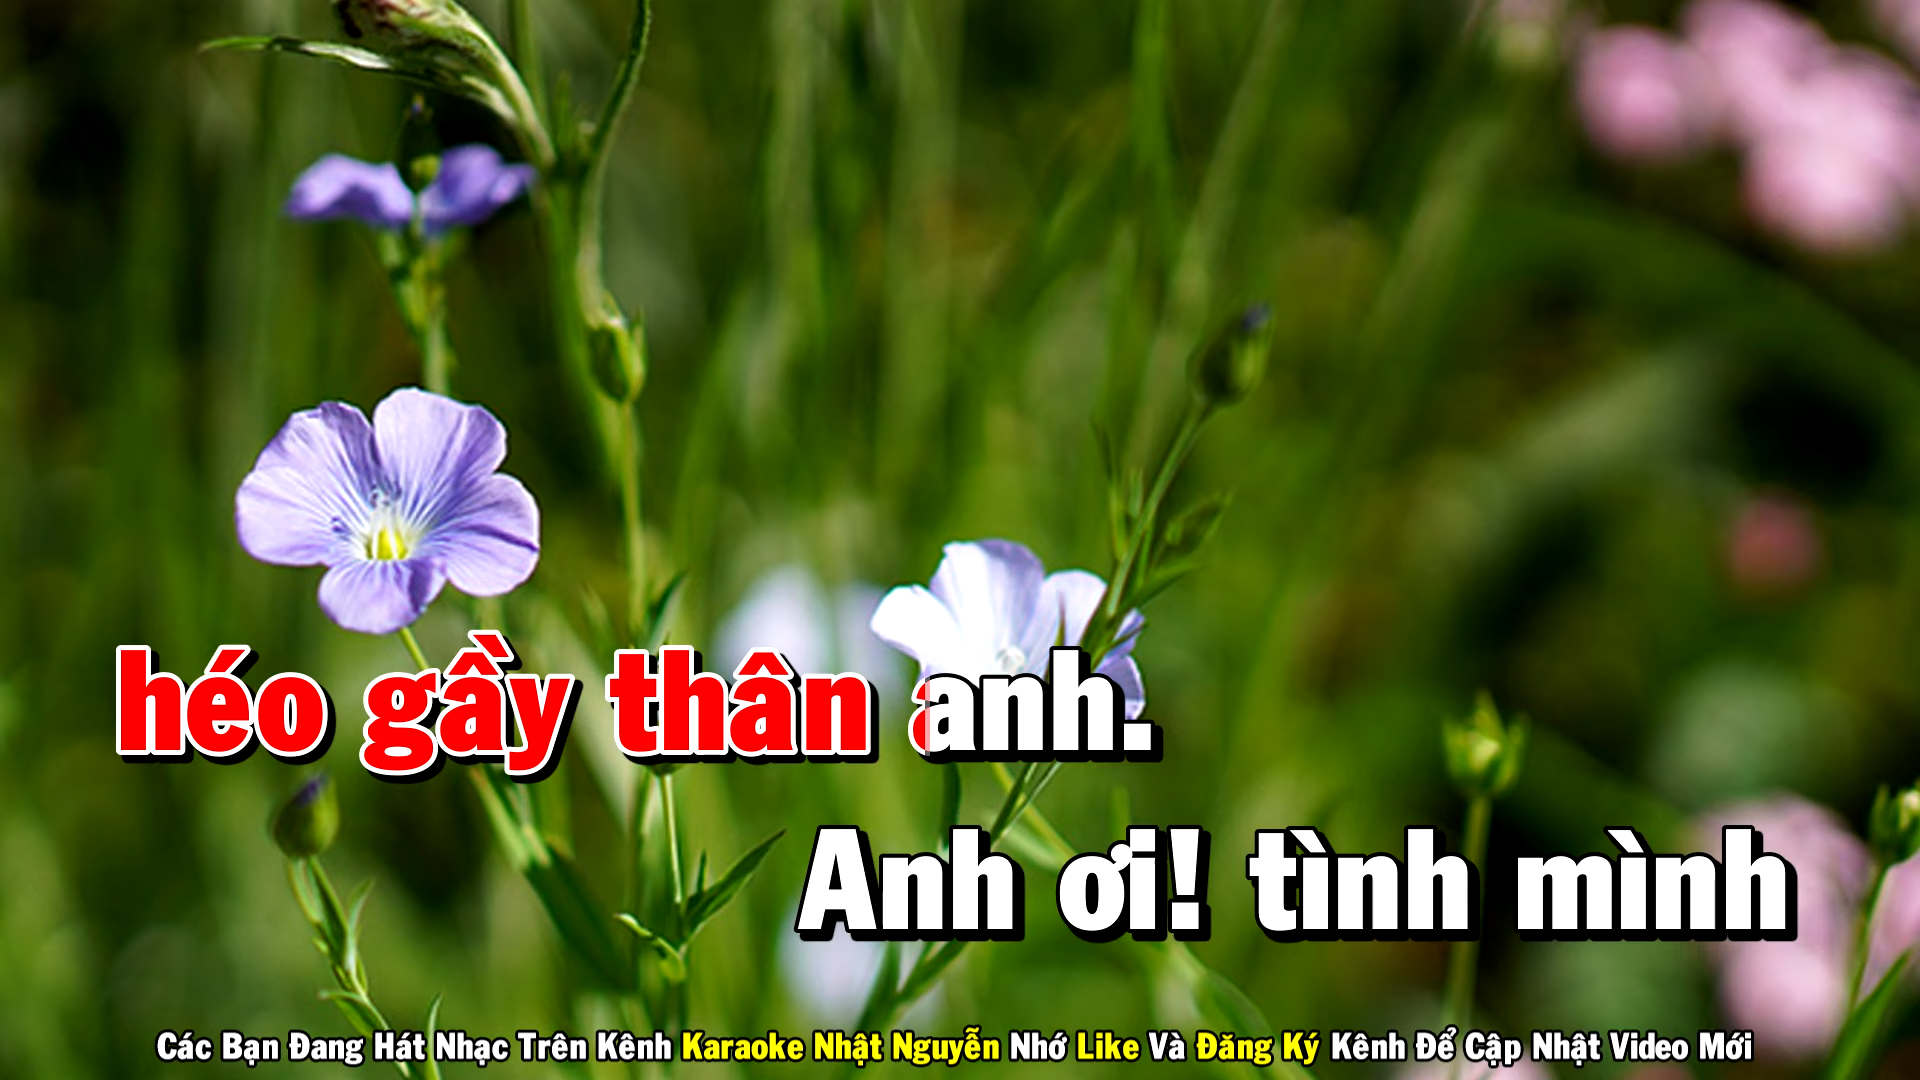 héo gầy thân anh.
Anh ơi! tình mình
Các Bạn Đang Hát Nhạc Trên Kênh Karaoke Nhật Nguyễn Nhớ Like Và Đăng Ký Kênh Để Cập Nhật Video Mới